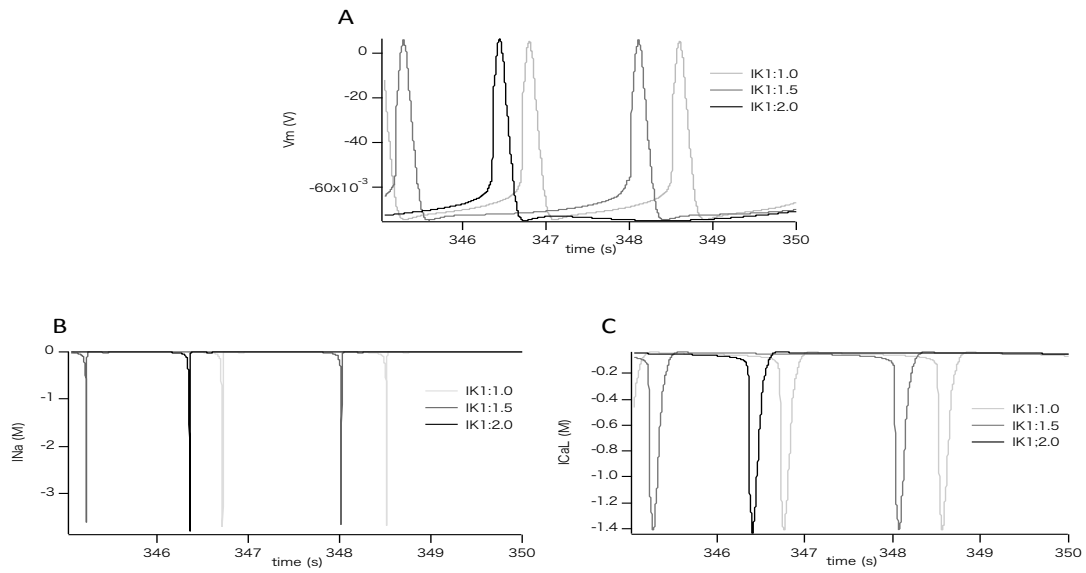 A
0
-20
-40
-60x10-3
Vm (V)
IK1:1.0
IK1:1.5
IK1:2.0
346 347 348 349 350
time (s)
B
0
-1
-2
-3
INa (M)
IK1:1.0
IK1:1.5
IK1:2.0
346 347 348 349 350
time (s)
C
-0.2
-0.4
-0.6
-0.8
-1.0
-1.2
-1.4
ICaL (M)
IK1:1.0
IK1:1.5
IK1;2.0
346 347 348 349 350
time (s)